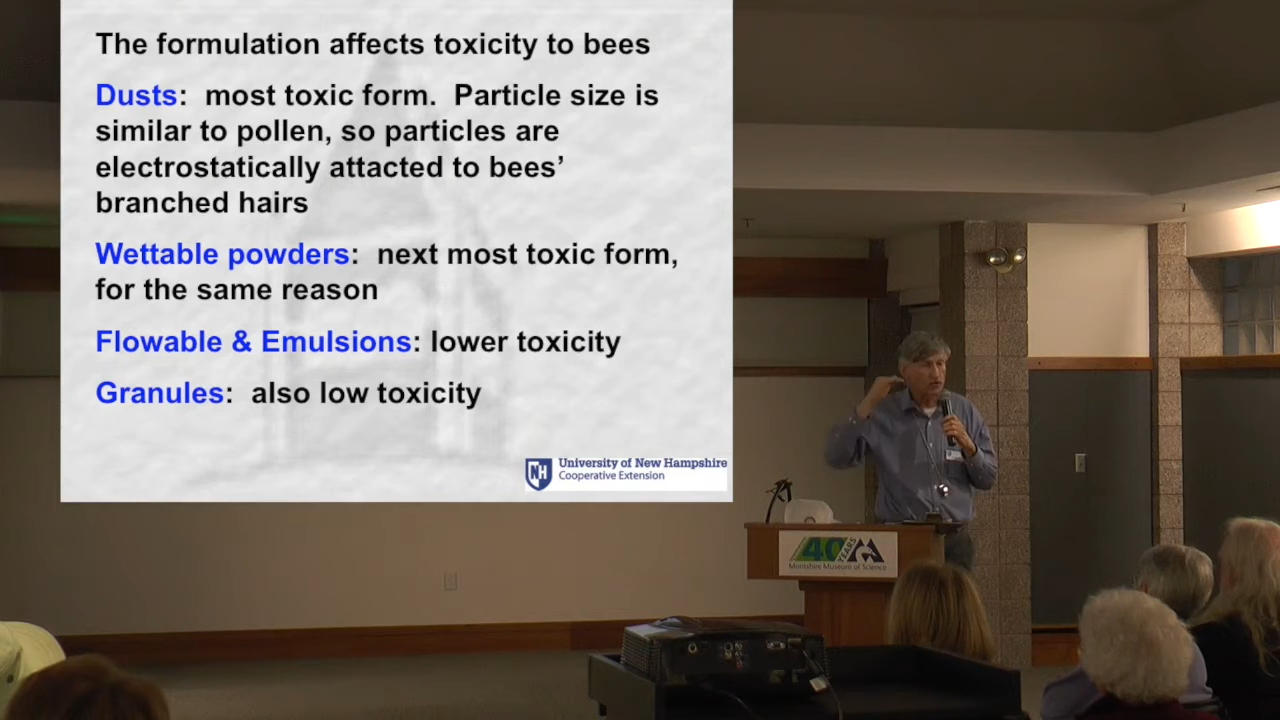 The formulation affects toxicity to bees
Dusts: most toxic form. Particle size is
similar to pollen, so particles are
electrostatically attacted to bees'
branched hairs
Wettable powders: next most toxic form,
for the same reason
Flowable & Emulsions: lower toxicity
Granules: also low toxicity
NH
University of New Hampshire
Cooperative Extension
40 YEARS
Montshire Museum of Science